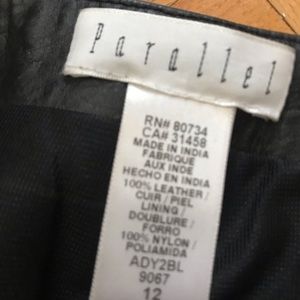 Parallel
RN# 80734
CA# 31458
MADE IN INDIA
FABRIQUE
AUX INDE
HECHO EN INDIA
100% LEATHER /
CUIR / PIEL
LINING /
DOUBLURE /
FORRO
100% NYLON /
POLIAMIDA
ADY2BL
9067
12